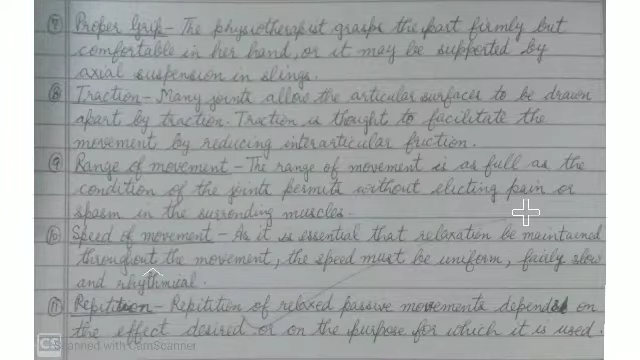 ⑦ Proper Grip - The physiotherapist grasps the part firmly but
comfortable in her hand, or it may be supported by
axial suspension in slings.
⑧ Traction - Many joints allow the articular surfaces to be drawn
apart by traction. Traction is thought to facilitate the
movement by reducing interarticular friction.
⑨ Range of movement - The range of movement is as full as the
condition of the joints permits without elicting pain or
spasm in the surronding muscles.
⑩ Speed of movement - As it is essential that relaxation be maintained
throughout the movement, the speed must be uniform, fairly slow
and rhythmical.
⑪ Repitition - Repitition of relaxed passive movements depends on
the effect desired or on the purpose for which it is used.
CS Scanned with CamScanner